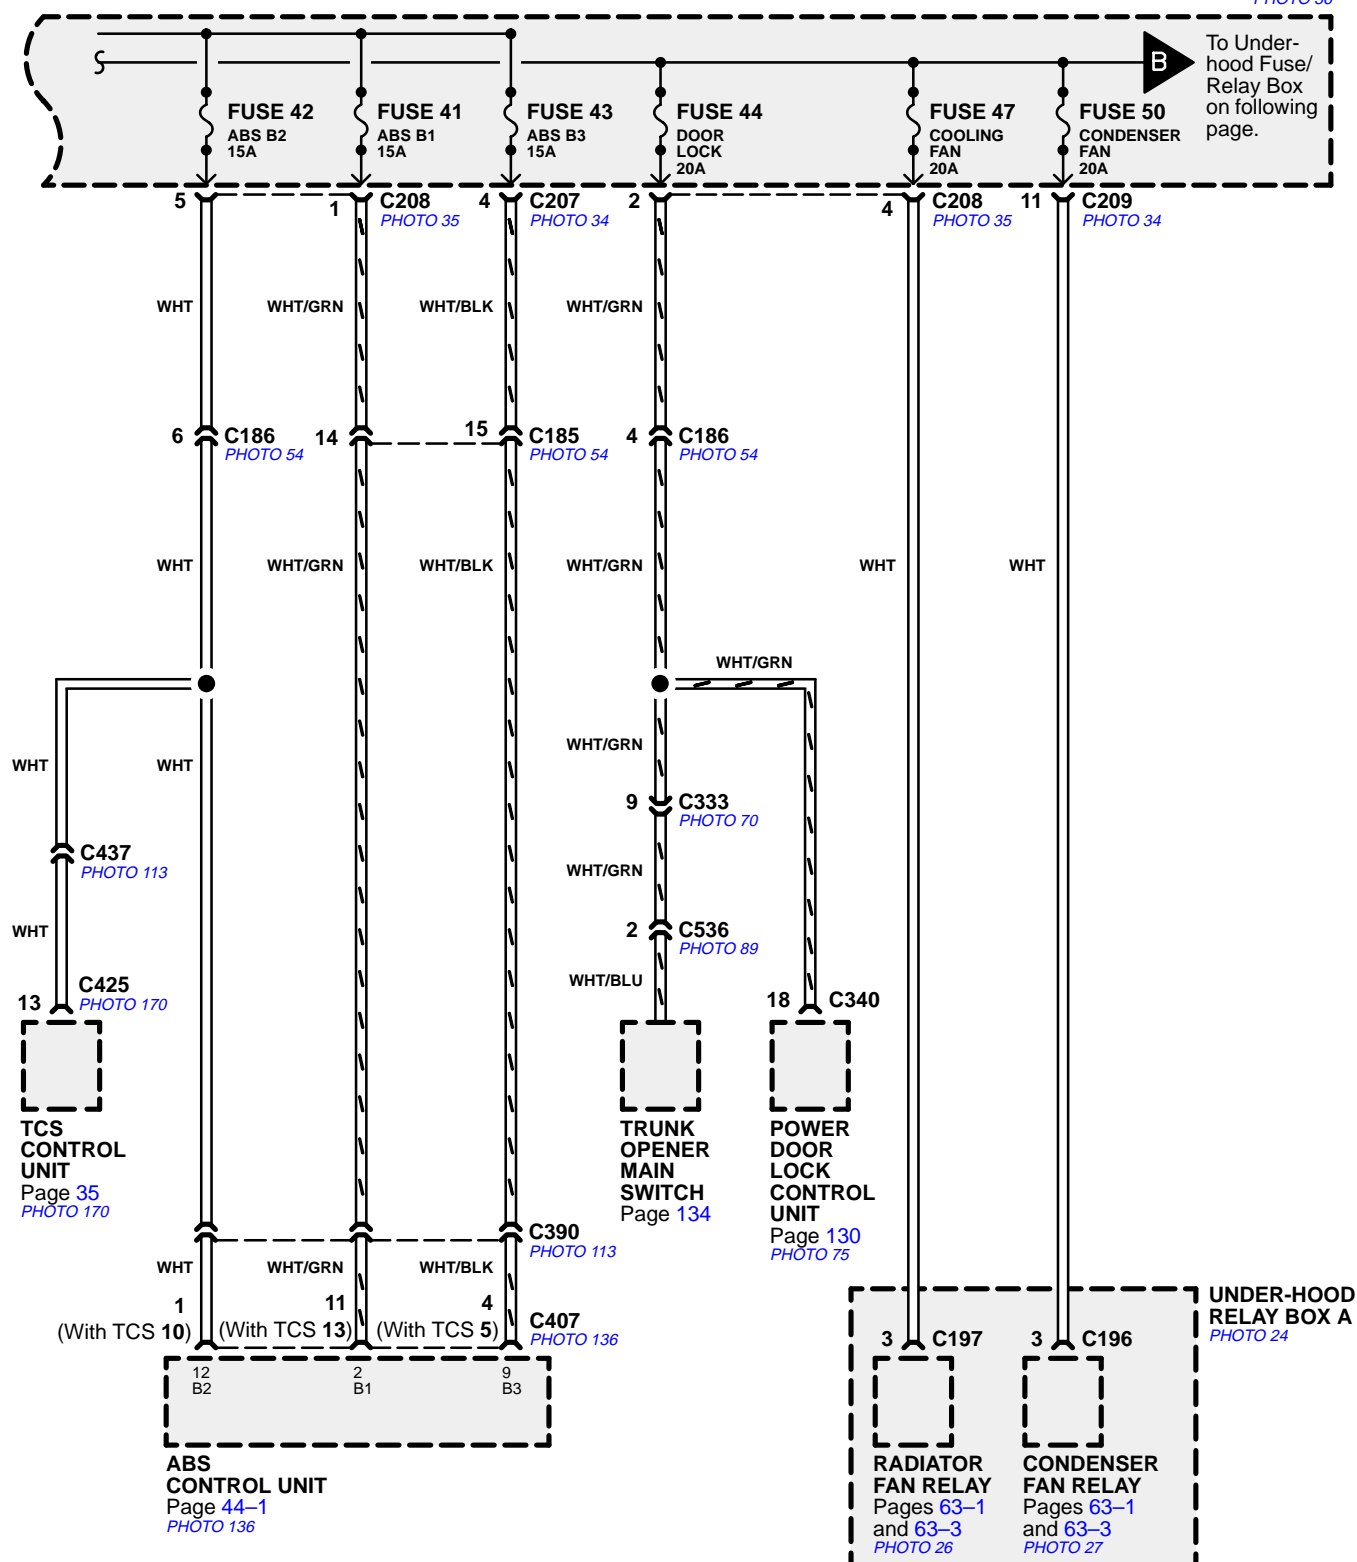 PHOTO 36
B
To Under-
hood Fuse/
Relay Box
on following
page.
FUSE 42
ABS B2
15A
FUSE 41
ABS B1
15A
FUSE 43
ABS B3
15A
FUSE 44
DOOR
LOCK
20A
FUSE 47
COOLING
FAN
20A
FUSE 50
CONDENSER
FAN
20A
5
1
C208
PHOTO 35
4
C207
PHOTO 34
2
4
C208
PHOTO 35
11
C209
PHOTO 34
WHT
WHT/GRN
WHT/BLK
WHT/GRN
6
C186
PHOTO 54
14
15
C185
PHOTO 54
4
C186
PHOTO 54
WHT
WHT/GRN
WHT/BLK
WHT/GRN
WHT
WHT
WHT/GRN
WHT/GRN
WHT
WHT
9
C333
PHOTO 70
C437
PHOTO 113
WHT/GRN
WHT
2
C536
PHOTO 89
WHT/BLU
13
C425
PHOTO 170
18
C340
TCS
CONTROL
UNIT
Page 35
PHOTO 170
TRUNK
OPENER
MAIN
SWITCH
Page 134
POWER
DOOR
LOCK
CONTROL
UNIT
Page 130
PHOTO 75
C390
PHOTO 113
WHT
WHT/GRN
WHT/BLK
1
(With TCS 10)
11
(With TCS 13)
4
(With TCS 5)
C407
PHOTO 136
12
B2
2
B1
9
B3
ABS
CONTROL UNIT
Page 44–1
PHOTO 136
UNDER-HOOD
RELAY BOX A
PHOTO 24
3
C197
3
C196
RADIATOR
FAN RELAY
Pages 63–1
and 63–3
PHOTO 26
CONDENSER
FAN RELAY
Pages 63–1
and 63–3
PHOTO 27